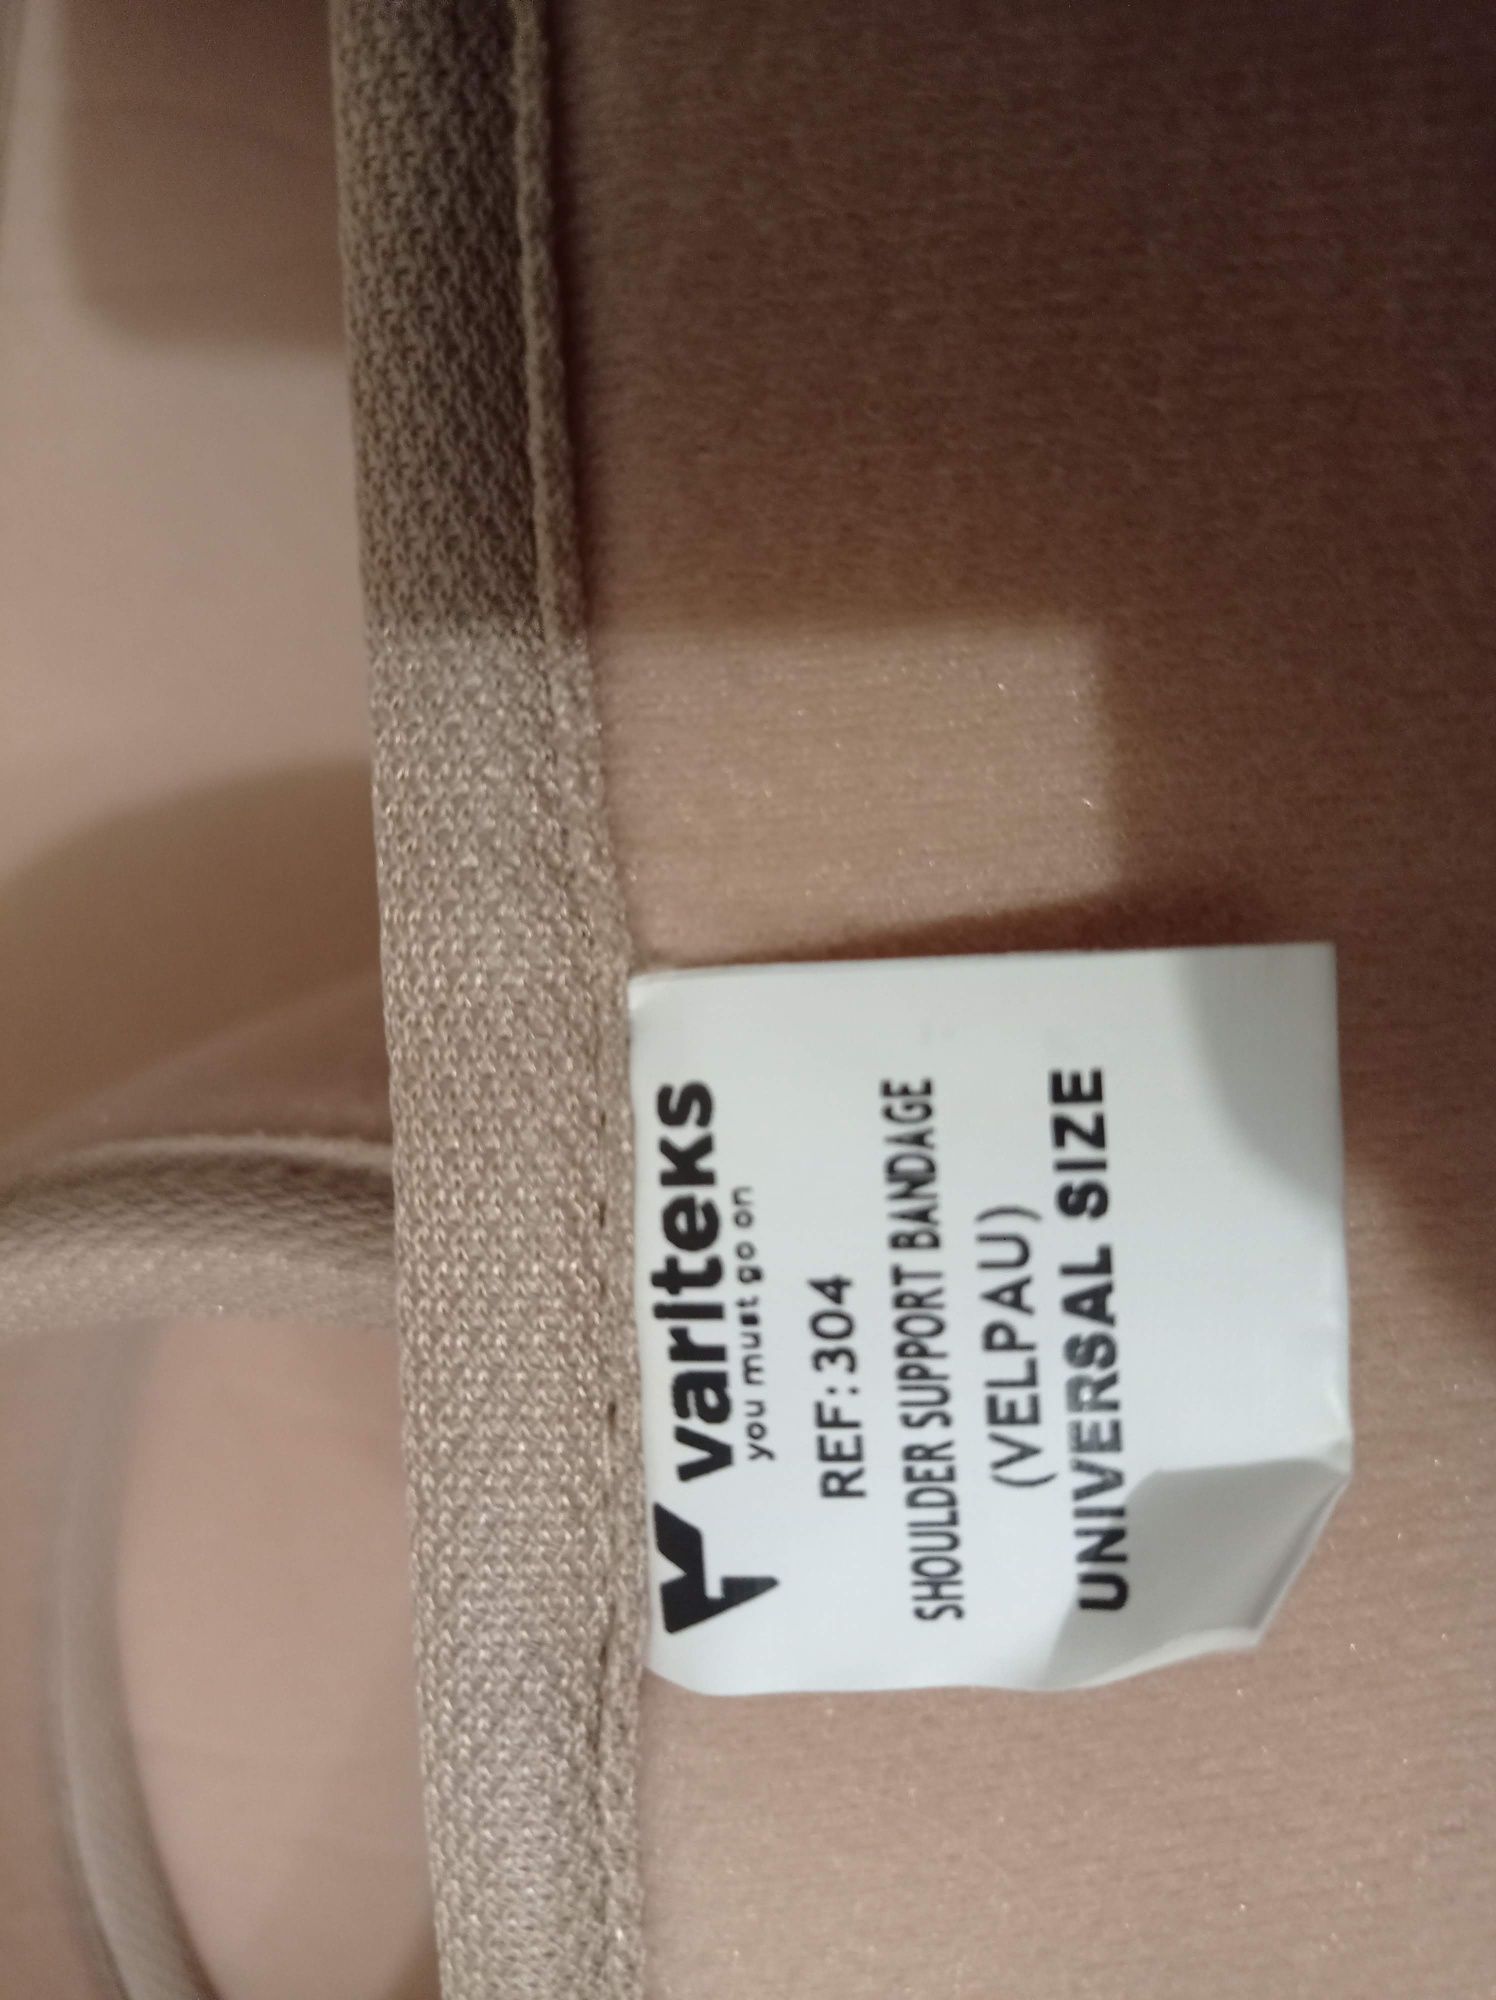 variteks
you must go on
REF:304
SHOULDER SUPPORT BANDAGE
(VELPAU)
UNIVERSAL SIZE